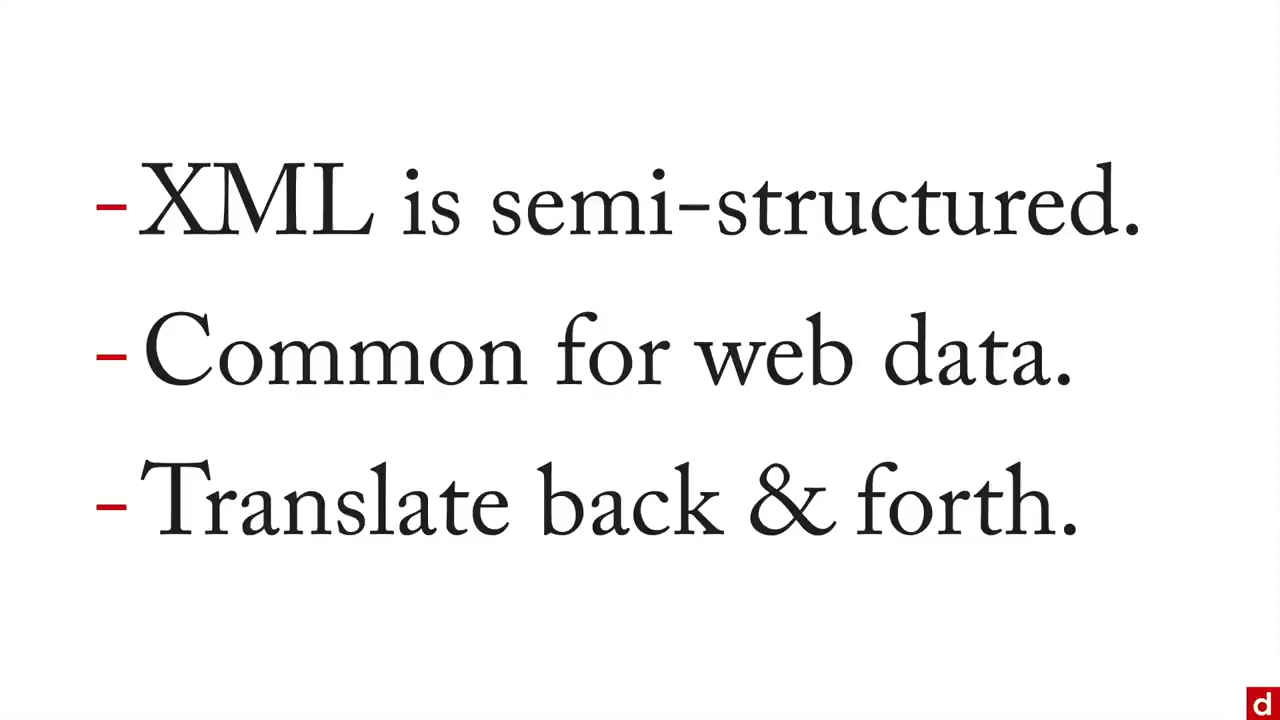 -XML is semi-structured.
-Common for web data.
-Translate back & forth.
d